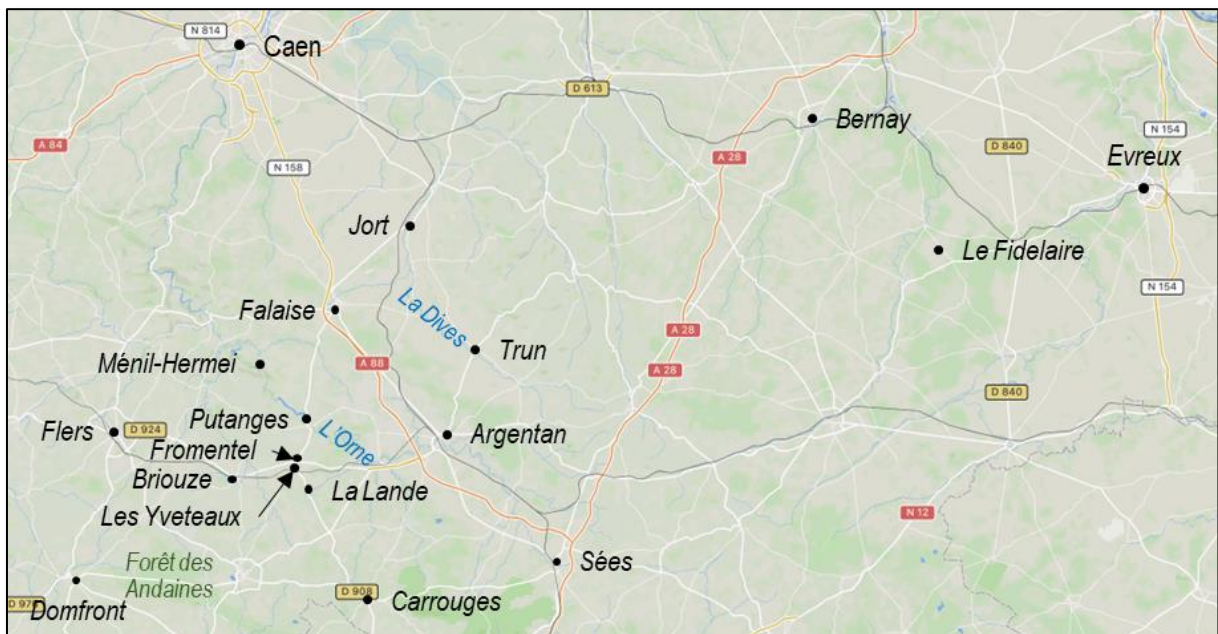 N 814
Caen
D 613
Bernay
N 154
A 84
A 28
D 840
Evreux
N 158
Jort
Le Fidelaire
N 154
La Dives
Falaise
A 28
Trun
Ménil-Hermei
A 88
A 28
D 840
Putanges
L'Orne
Flers
D 924
Argentan
Fromentel
Briouze
La Lande
Les Yveteaux
N 12
Forêt des
Andaines
Sées
D 908
Carrouges
Domfront